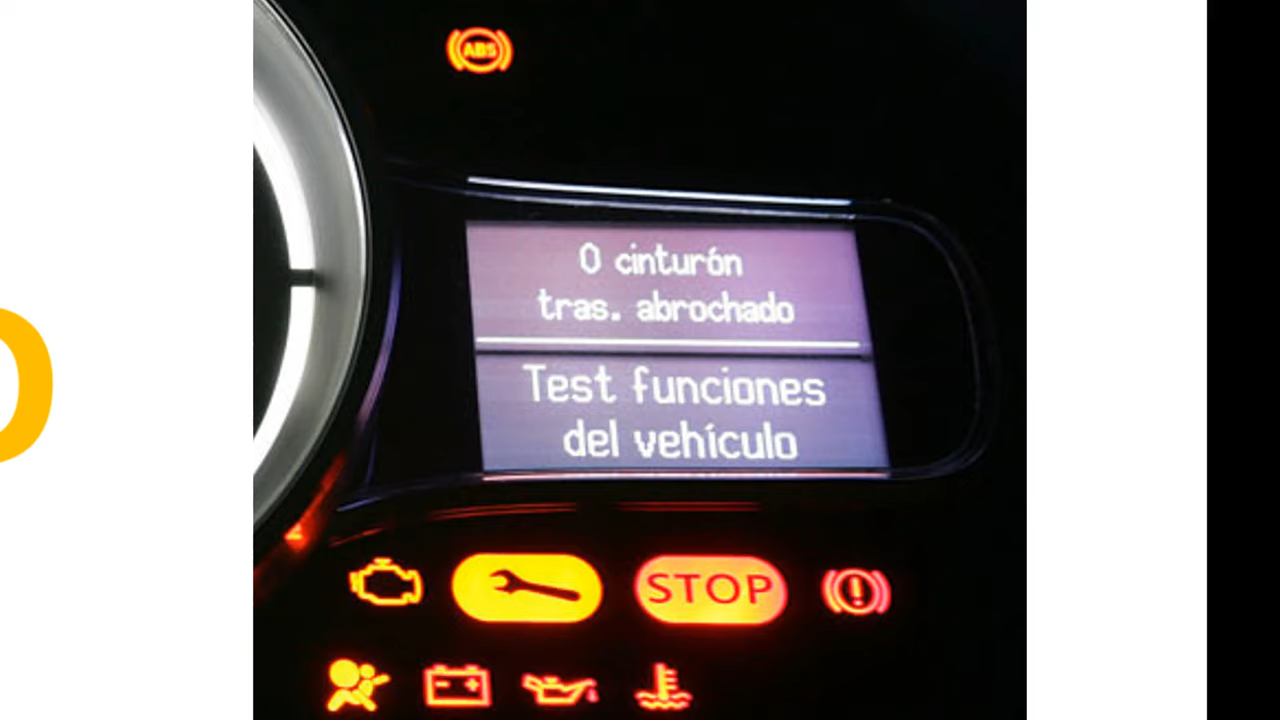 ABS
0 cinturón
tras. abrochado
Test funciones
del vehículo
STOP